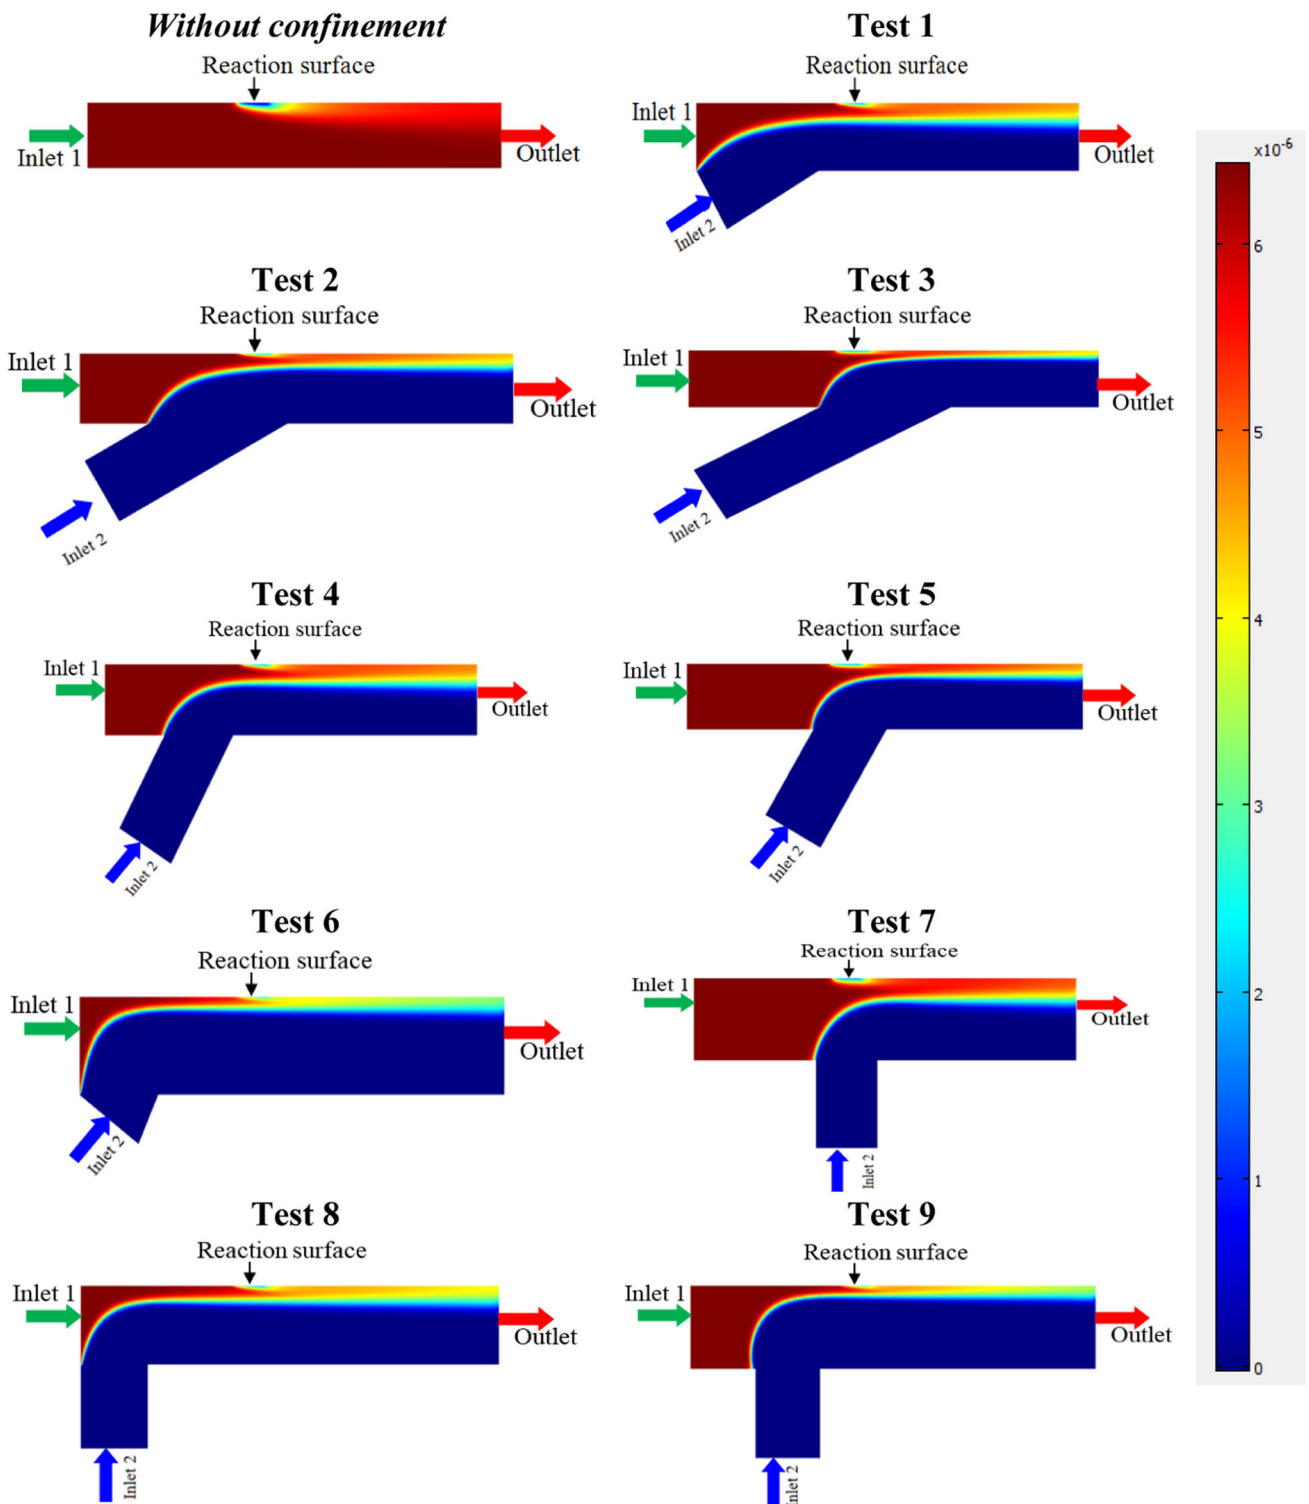 Without confinement
Reaction surface
Inlet 1
Outlet
Test 1
Reaction surface
Inlet 1
Inlet 2
Outlet
Test 2
Reaction surface
Inlet 1
Outlet
Inlet 2
Test 3
Reaction surface
Inlet 1
Outlet
Inlet 2
Test 4
Reaction surface
Inlet 1
Outlet
Inlet 2
Test 5
Reaction surface
Inlet 1
Outlet
Inlet 2
Test 6
Reaction surface
Inlet 1
Outlet
Inlet 2
Test 7
Reaction surface
Inlet 1
Outlet
Inlet 2
Test 8
Reaction surface
Inlet 1
Outlet
Inlet 2
Test 9
Reaction surface
Inlet 1
Outlet
Inlet 2
x10-6
6
5
4
3
2
1
0